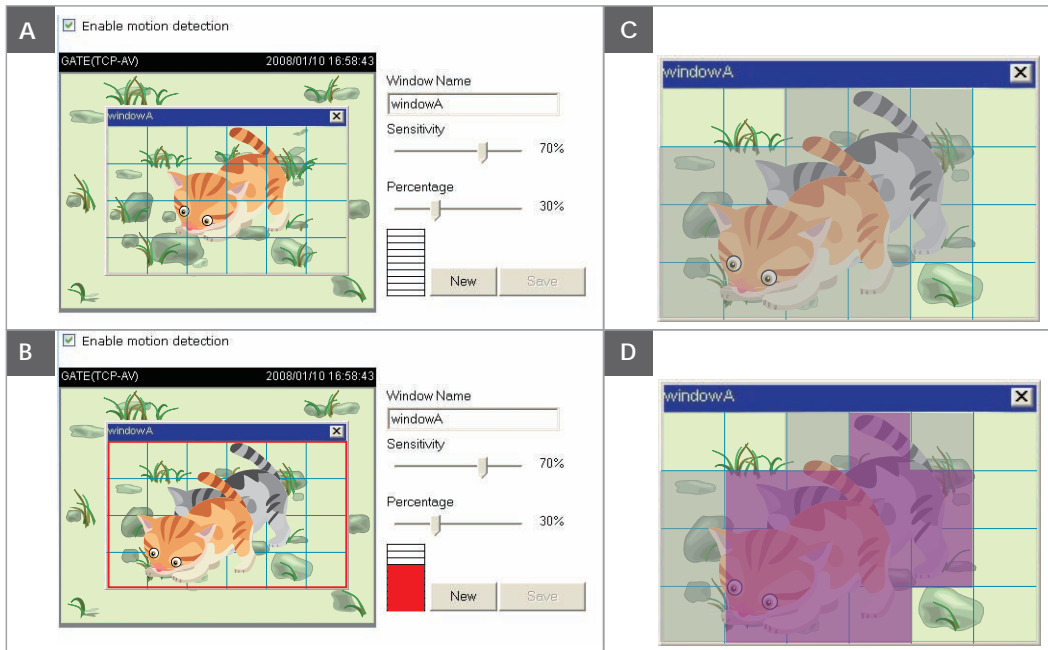 A
Enable motion detection
GATE(TCP-AV) 2008/01/10 16:58:43
windowA
Window Name
windowA
Sensitivity
70%
Percentage
30%
New Save
C
windowA
B
Enable motion detection
GATE(TCP-AV) 2008/01/10 16:58:43
windowA
Window Name
windowA
Sensitivity
70%
Percentage
30%
New Save
D
windowA